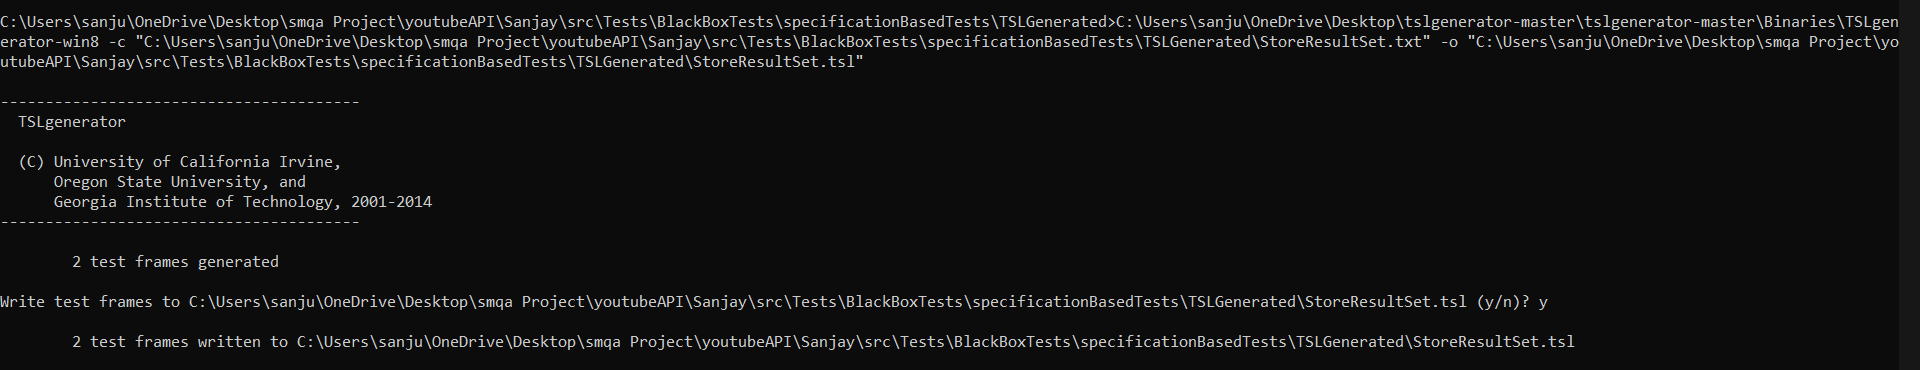 C:\Users\sanju\OneDrive\Desktop\smqa Project\youtubeAPI\Sanjay\src\Tests\BlackBoxTests\specificationBasedTests\TSLGenerated>C:\Users\sanju\OneDrive\Desktop\tslgenerator-master\tslgenerator-master\Binaries\TSLgen
erator-win8 -c "C:\Users\sanju\OneDrive\Desktop\smqa Project\youtubeAPI\Sanjay\src\Tests\BlackBoxTests\specificationBasedTests\TSLGenerated\StoreResultSet.txt" -o "C:\Users\sanju\OneDrive\Desktop\smqa Project\yo
utubeAPI\Sanjay\src\Tests\BlackBoxTests\specificationBasedTests\TSLGenerated\StoreResultSet.tsl"
----------------------------------------
TSLgenerator
(C) University of California Irvine,
Oregon State University, and
Georgia Institute of Technology, 2001-2014
----------------------------------------
2 test frames generated
Write test frames to C:\Users\sanju\OneDrive\Desktop\smqa Project\youtubeAPI\Sanjay\src\Tests\BlackBoxTests\specificationBasedTests\TSLGenerated\StoreResultSet.tsl (y/n)? y
2 test frames written to C:\Users\sanju\OneDrive\Desktop\smqa Project\youtubeAPI\Sanjay\src\Tests\BlackBoxTests\specificationBasedTests\TSLGenerated\StoreResultSet.tsl